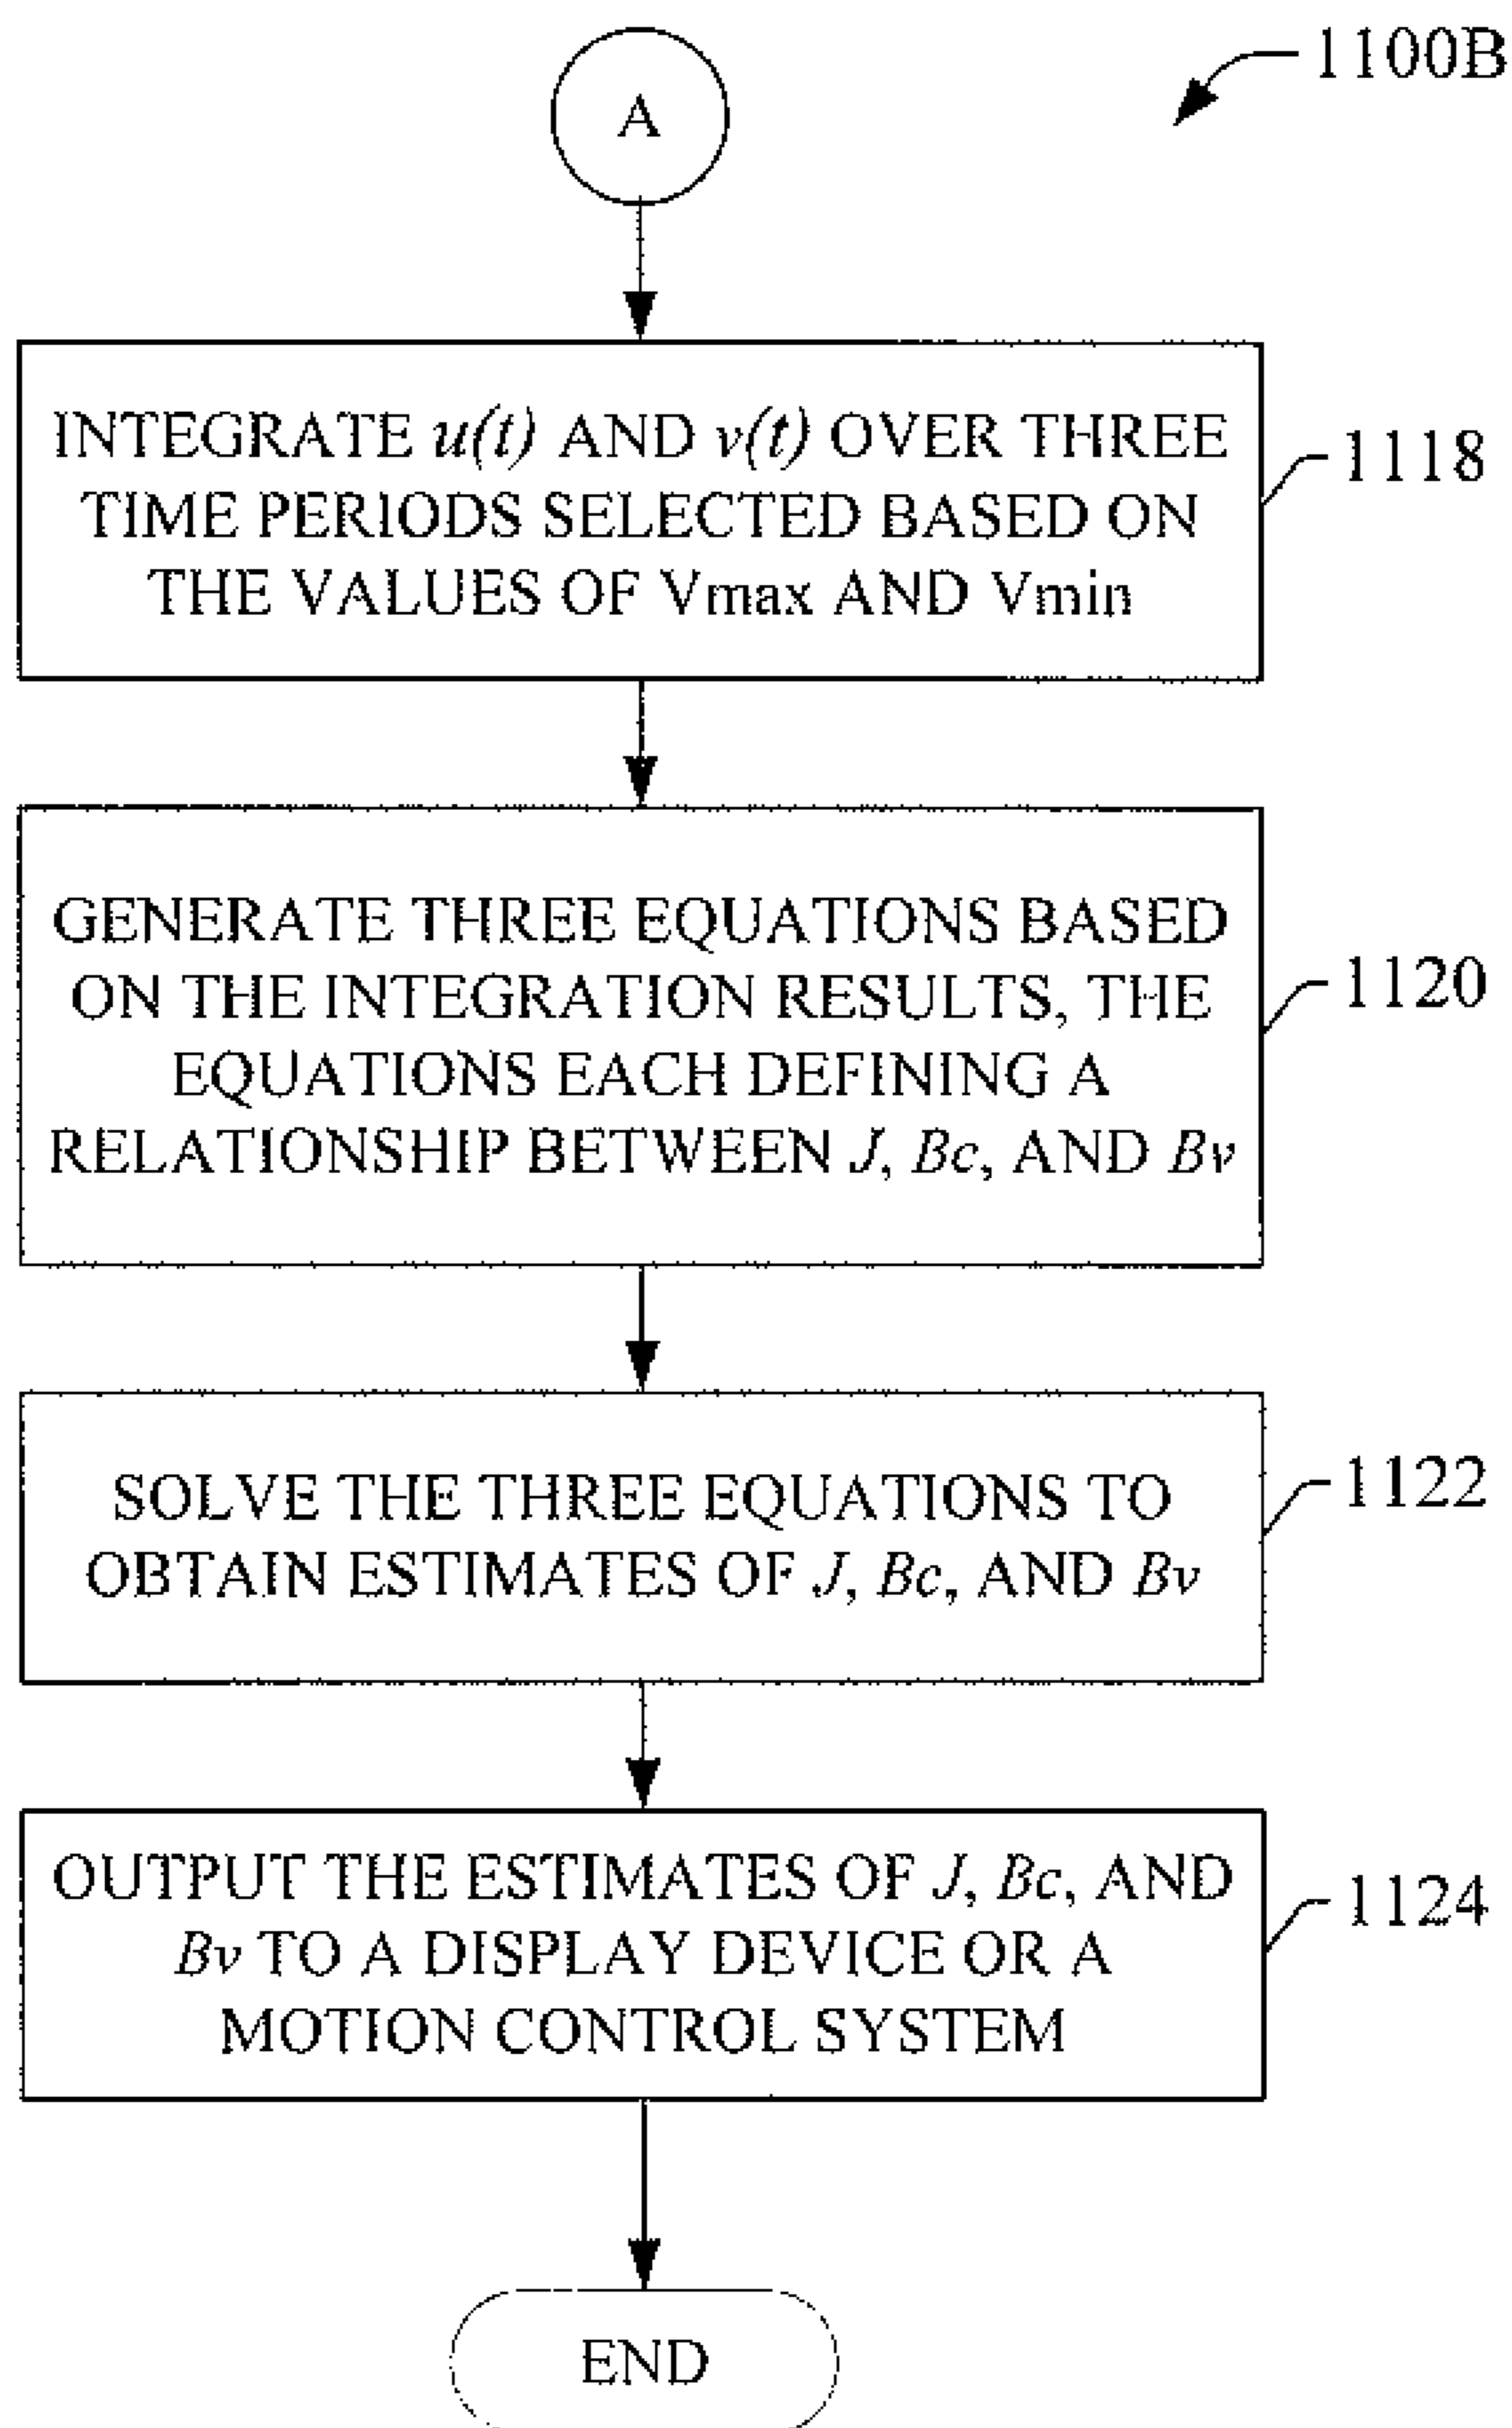 1100B
A
INTEGRATE u(t) AND v(t) OVER THREE
TIME PERIODS SELECTED BASED ON
THE VALUES OF Vmax AND Vmin
1118
GENERATE THREE EQUATIONS BASED
ON THE INTEGRATION RESULTS, THE
EQUATIONS EACH DEFINING A
RELATIONSHIP BETWEEN J, Bc, AND Bv
1120
SOLVE THE THREE EQUATIONS TO
OBTAIN ESTIMATES OF J, Bc, AND Bv
1122
OUTPUT THE ESTIMATES OF J, Bc, AND
Bv TO A DISPLAY DEVICE OR A
MOTION CONTROL SYSTEM
1124
END